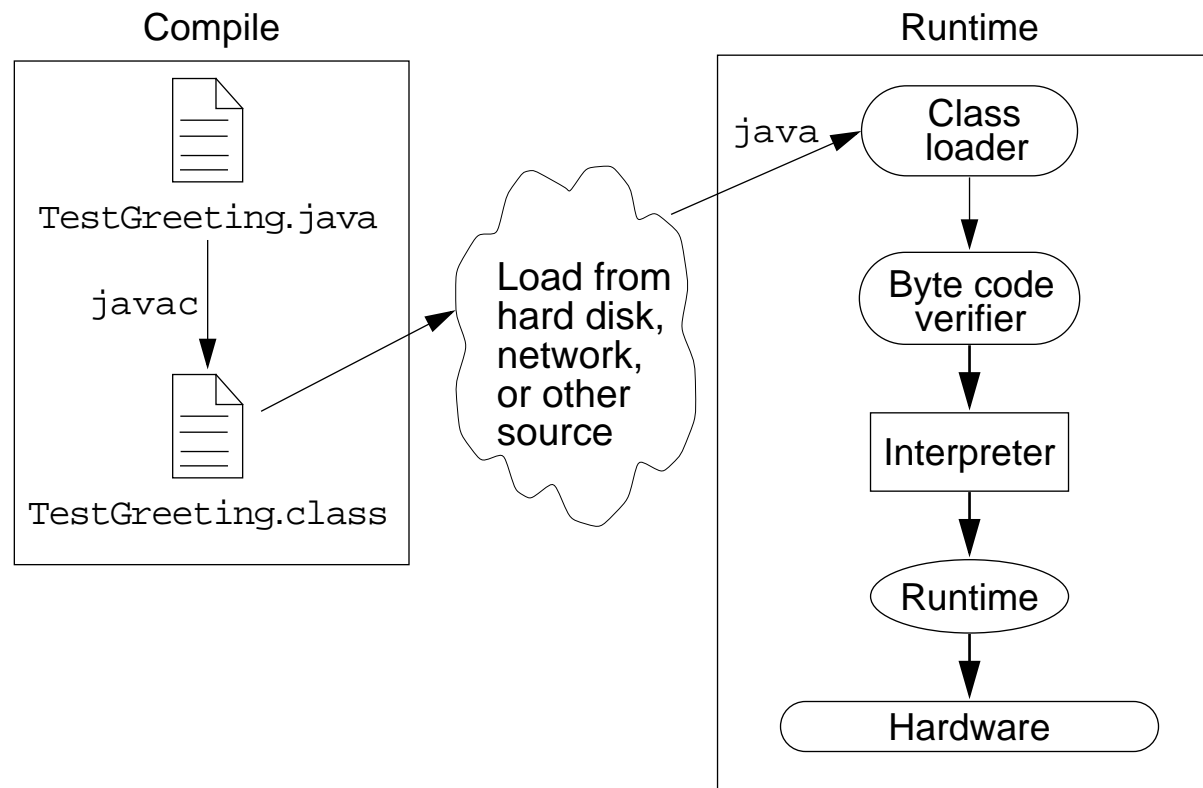 Compile
TestGreeting.java
javac
TestGreeting.class
Load from
hard disk,
network,
or other
source
Runtime
java
Class
loader
Byte code
verifier
Interpreter
Runtime
Hardware